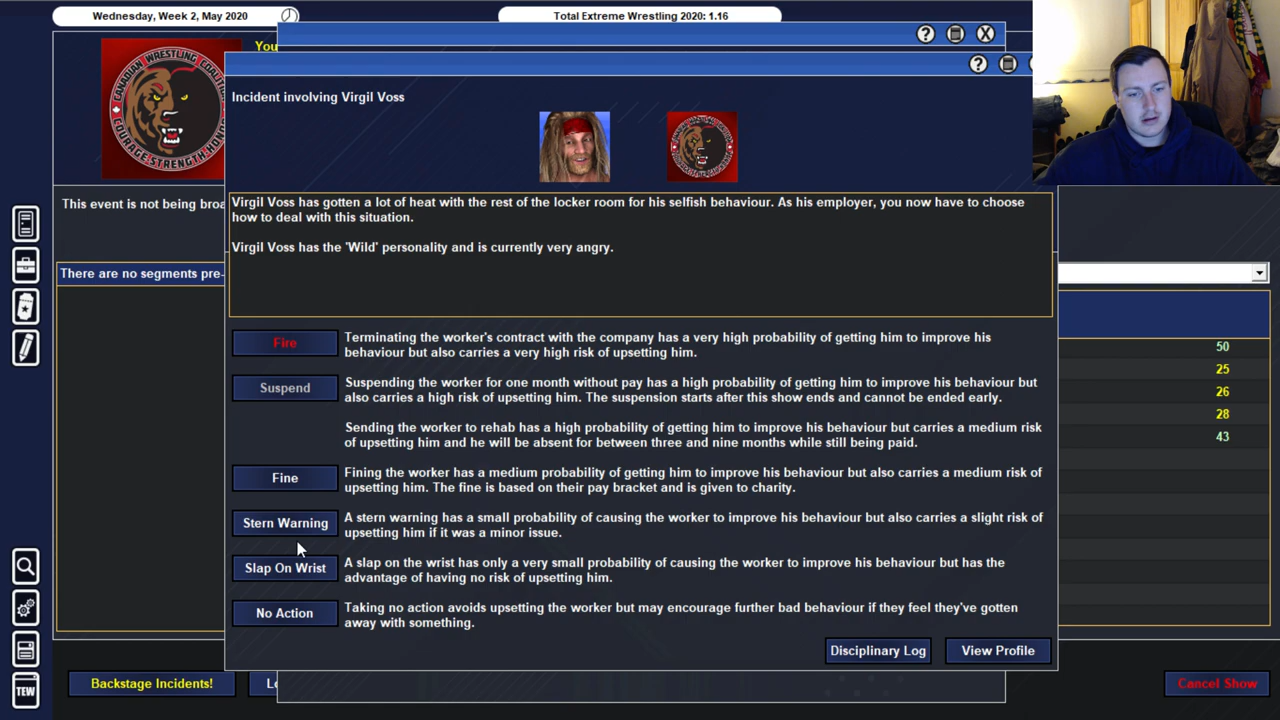 Wednesday, Week 2, May 2020
Total Extreme Wrestling 2020: 1.16
You
CANADIAN WRESTLING COALITION
COURAGE STRENGTH HONOR
Incident involving Virgil Voss
This event is not being broa
Virgil Voss has gotten a lot of heat with the rest of the locker room for his selfish behaviour. As his employer, you now have to choose
how to deal with this situation.
Virgil Voss has the 'Wild' personality and is currently very angry.
There are no segments pre-
Fire
Terminating the worker's contract with the company has a very high probability of getting him to improve his
behaviour but also carries a very high risk of upsetting him.
50
25
26
28
43
Suspend
Suspending the worker for one month without pay has a high probability of getting him to improve his behaviour but
also carries a high risk of upsetting him. The suspension starts after this show ends and cannot be ended early.
Sending the worker to rehab has a high probability of getting him to improve his behaviour but carries a medium risk
of upsetting him and he will be absent for between three and nine months while still being paid.
Fine
Fining the worker has a medium probability of getting him to improve his behaviour but also carries a medium risk of
upsetting him. The fine is based on their pay bracket and is given to charity.
Stern Warning
A stern warning has a small probability of causing the worker to improve his behaviour but also carries a slight risk of
upsetting him if it was a minor issue.
Slap On Wrist
A slap on the wrist has only a very small probability of causing the worker to improve his behaviour but has the
advantage of having no risk of upsetting him.
No Action
Taking no action avoids upsetting the worker but may encourage further bad behaviour if they feel they've gotten
away with something.
Disciplinary Log
View Profile
TEW
Backstage Incidents!
Lo
Cancel Show